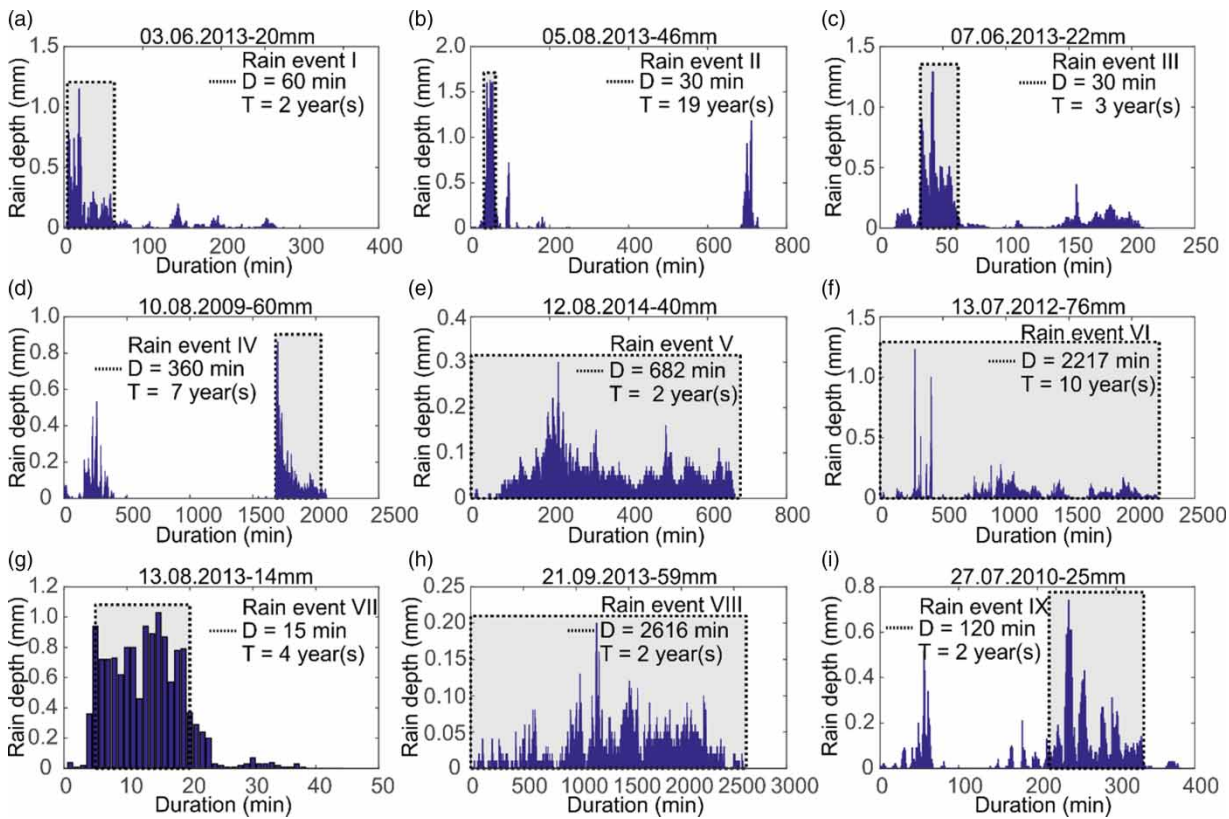 (a)
03.06.2013-20mm
Rain event I
D = 60 min
T = 2 year(s)
Rain depth (mm)
1.5
1.0
0.5
0
0 100 200 300 400
Duration (min)
(b)
05.08.2013-46mm
Rain event II
D = 30 min
T = 19 year(s)
Rain depth (mm)
2.0
1.5
1.0
0.5
0
0 200 400 600 800
Duration (min)
(c)
07.06.2013-22mm
Rain event III
D = 30 min
T = 3 year(s)
Rain depth (mm)
1.5
1.0
0.5
0
0 50 100 150 200 250
Duration (min)
(d)
10.08.2009-60mm
Rain event IV
D = 360 min
T = 7 year(s)
Rain depth (mm)
1.0
0.8
0.6
0.4
0.2
0
0 500 1000 1500 2000 2500
Duration (min)
(e)
12.08.2014-40mm
Rain event V
D = 682 min
T = 2 year(s)
Rain depth (mm)
0.4
0.3
0.2
0.1
0
0 200 400 600 800
Duration (min)
(f)
13.07.2012-76mm
Rain event VI
D = 2217 min
T = 10 year(s)
Rain depth (mm)
1.5
1.0
0.5
0
0 500 1000 1500 2000 2500
Duration (min)
(g)
13.08.2013-14mm
Rain event VII
D = 15 min
T = 4 year(s)
Rain depth (mm)
1.2
1.0
0.8
0.6
0.4
0.2
0
0 10 20 30 40 50
Duration (min)
(h)
21.09.2013-59mm
Rain event VIII
D = 2616 min
T = 2 year(s)
Rain depth (mm)
0.25
0.20
0.15
0.10
0.05
0
0 500 1000 1500 2000 2500 3000
Duration (min)
(i)
27.07.2010-25mm
Rain event IX
D = 120 min
T = 2 year(s)
Rain depth (mm)
0.8
0.6
0.4
0.2
0
0 100 200 300 400
Duration (min)